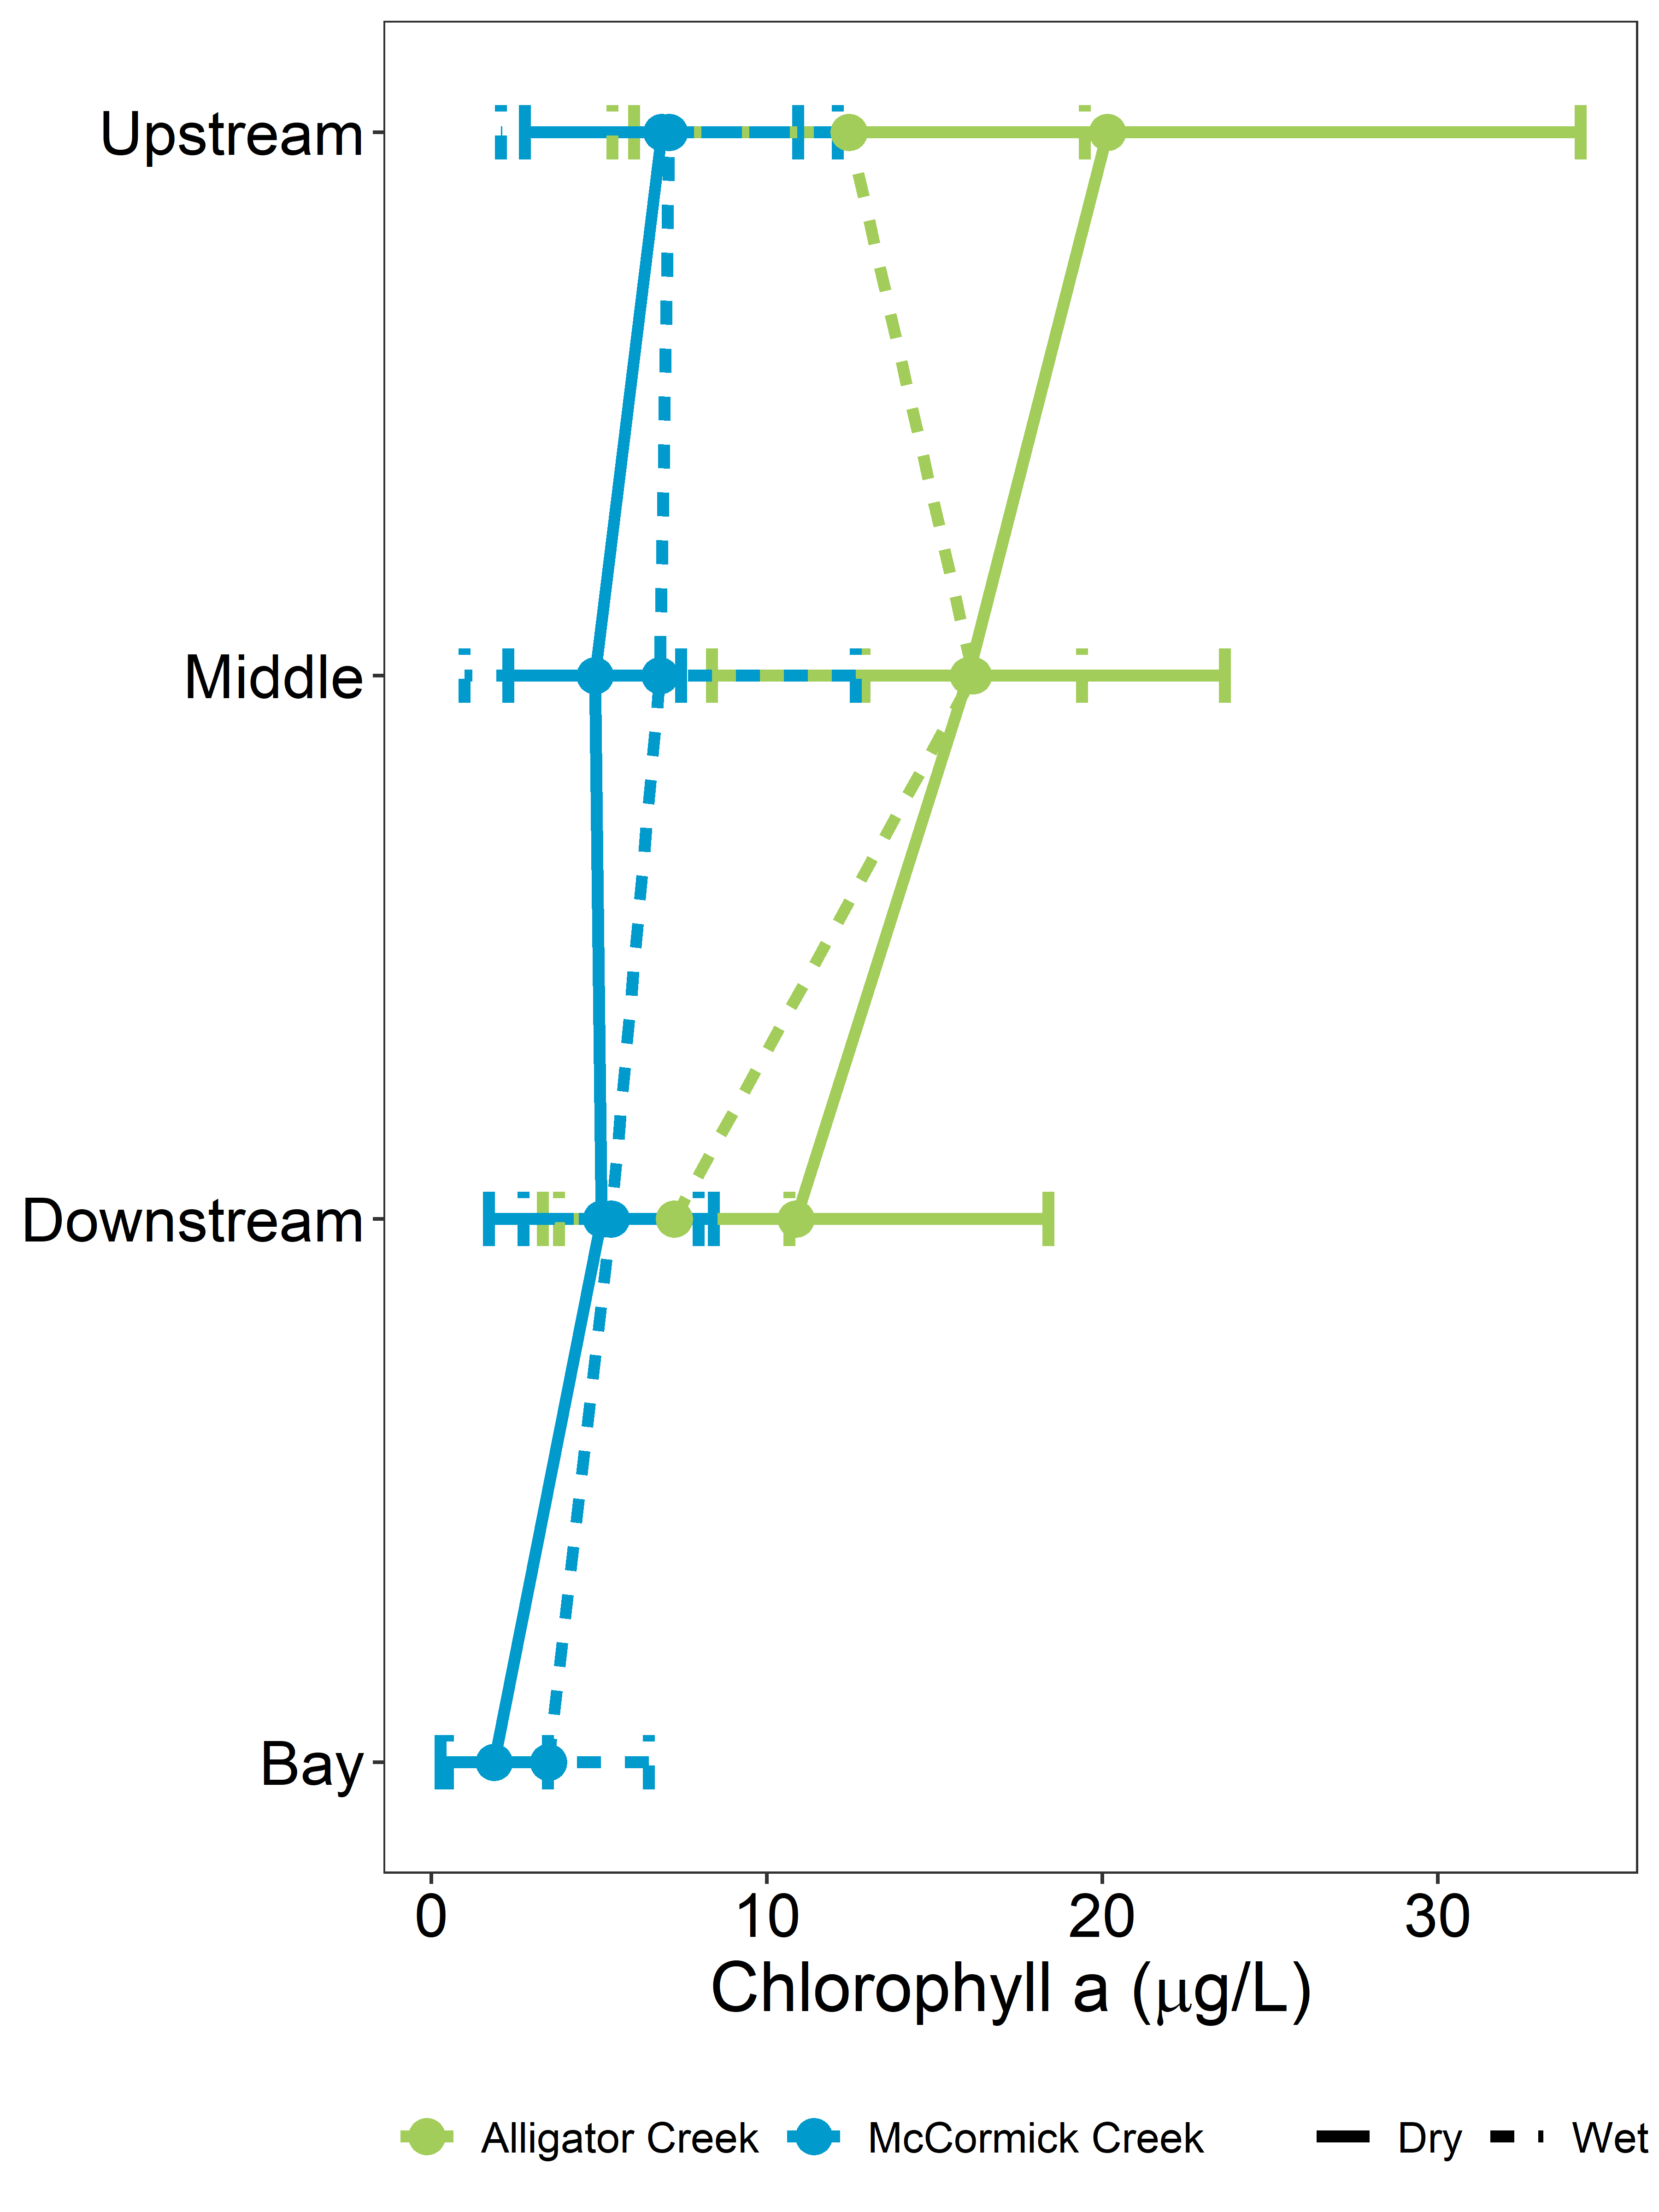 Upstream
Middle
Downstream
Bay
0 10 20 30
Chlorophyll a (μg/L)
Alligator Creek McCormick Creek Dry Wet